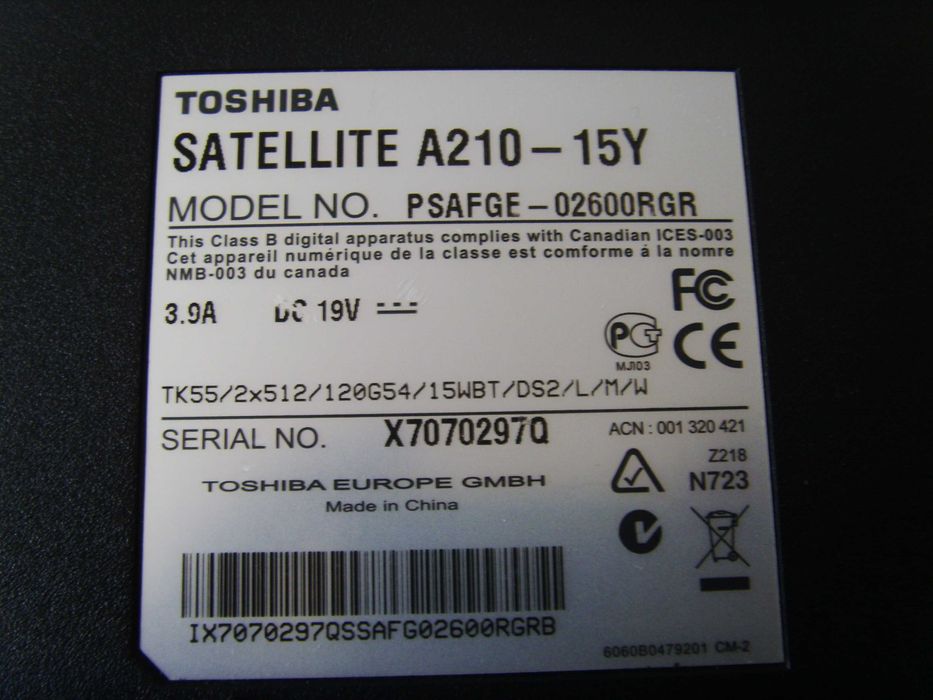 TOSHIBA
SATELLITE A210-15Y
MODEL NO. PSAFGE-02600RGR
This Class B digital apparatus complies with Canadian ICES-003
Cet appareil numérique de la classe est comforme à la nomre
NMB-003 du canada
FC
3.9A DC 19V
PCT
MJ103
CE
TK55/2x512/120G54/15WBT/DS2/L/M/W
SERIAL NO. X7070297Q ACN : 001 320 421
Z218
N723
TOSHIBA EUROPE GMBH
Made in China
IX7070297QSSAFG02600RGRB
6060B0479201 CM-2